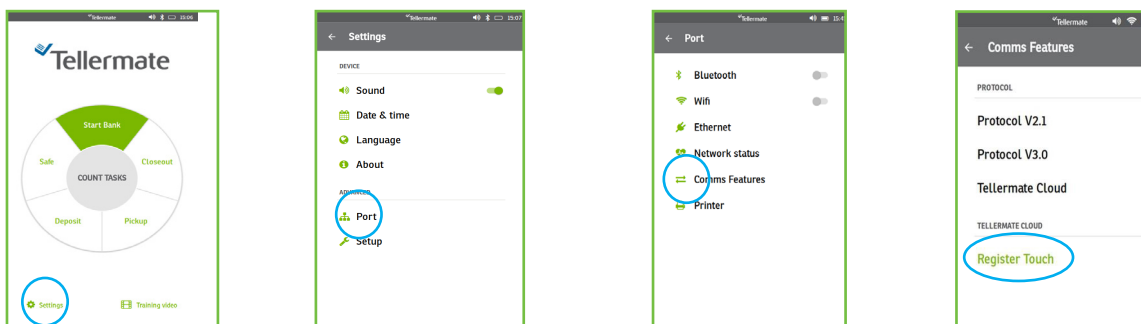 Tellermate 15:06
Tellermate
Start Bank
Safe
Closeout
COUNT TASKS
Deposit
Pickup
Settings
Training video
Tellermate 15:07
Settings
DEVICE
Sound
Date & time
Language
About
ADVANCED
Port
Setup
Tellermate 15:4
Port
Bluetooth
Wifi
Ethernet
Network status
Comms Features
Printer
Tellermate
Comms Features
PROTOCOL
Protocol V2.1
Protocol V3.0
Tellermate Cloud
TELLERMATE CLOUD
Register Touch